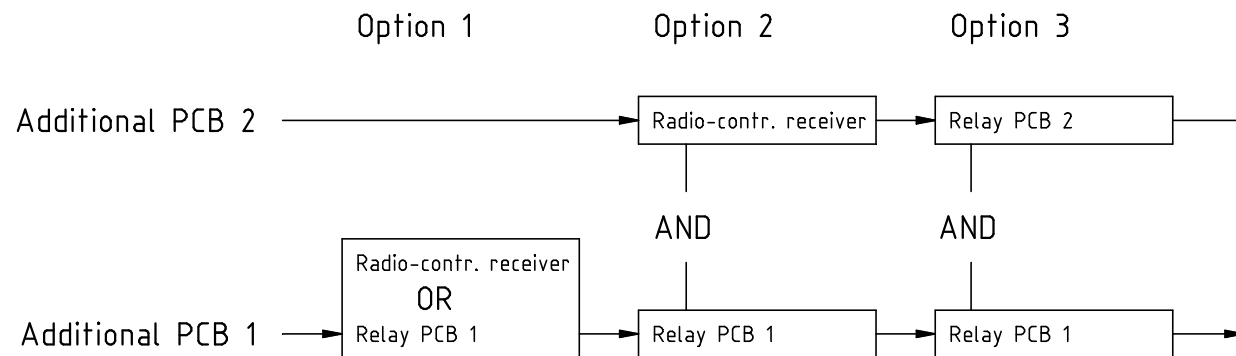 Option 1 Option 2 Option 3
Additional PCB 2 Radio-contr. receiver Relay PCB 2
AND AND
Radio-contr. receiver
OR
Additional PCB 1 Relay PCB 1 Relay PCB 1 Relay PCB 1